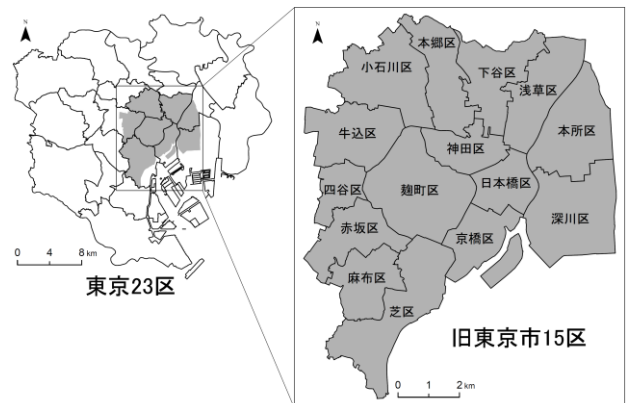 N
0 4 8 km
東京23区
N
本郷区
小石川区
下谷区
浅草区
牛込区
本所区
神田区
四谷区
麹町区
日本橋区
深川区
赤坂区
京橋区
麻布区
芝区
旧東京市15区
0 1 2 km